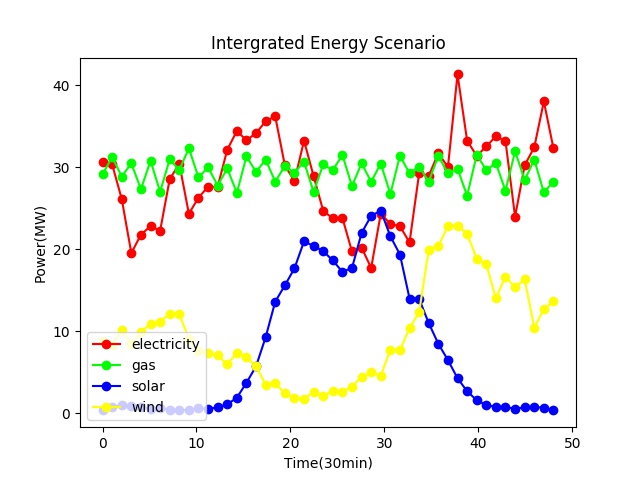 Intergrated Energy Scenario
Power(MW)
40
30
20
10
0
electricity
gas
solar
wind
0 10 20 30 40 50
Time(30min)